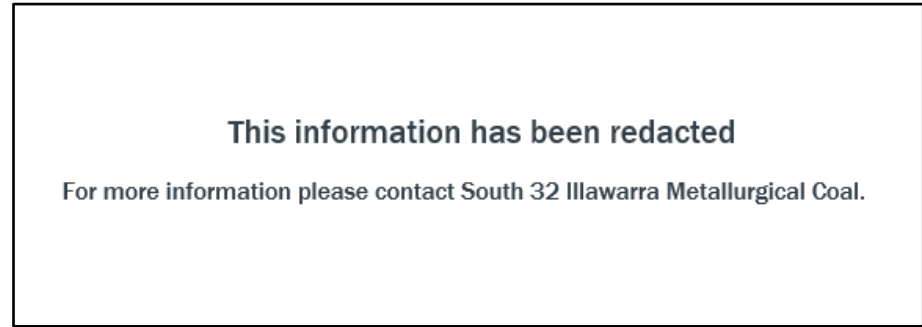 This information has been redacted
For more information please contact South 32 Illawarra Metallurgical Coal.